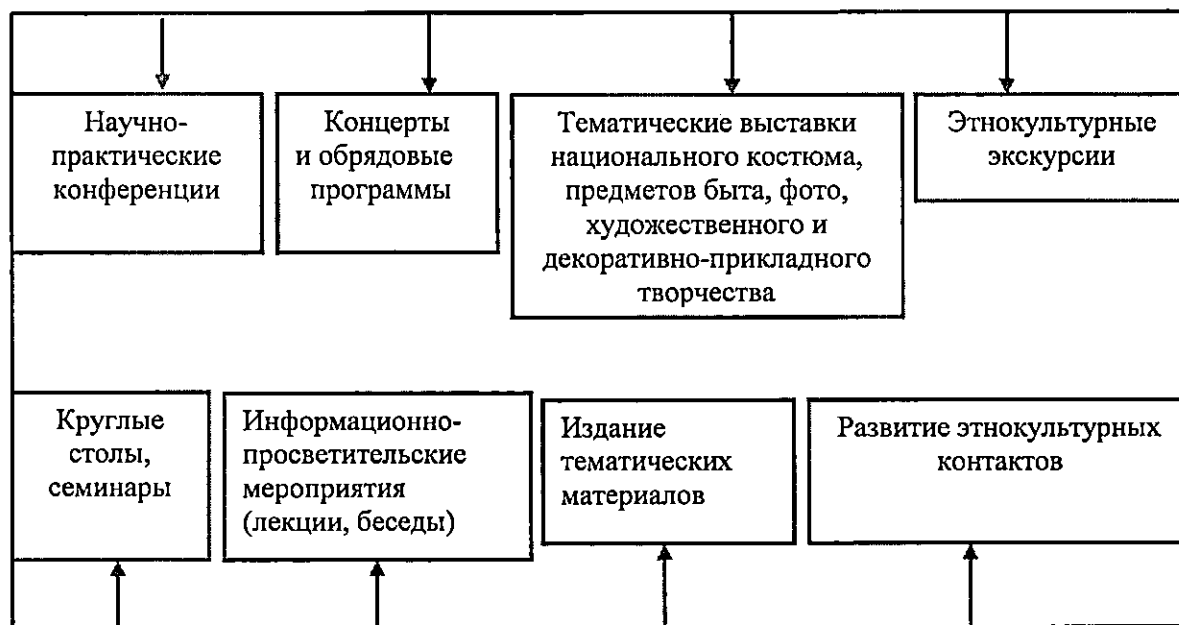 Научно-
практические
конференции
Концерты
и обрядовые
программы
Тематические выставки
национального костюма,
предметов быта, фото,
художественного и
декоративно-прикладного
творчества
Этнокультурные
экскурсии
Круглые
столы,
семинары
Информационно-
просветительские
мероприятия
(лекции, беседы)
Издание
тематических
материалов
Развитие этнокультурных
контактов